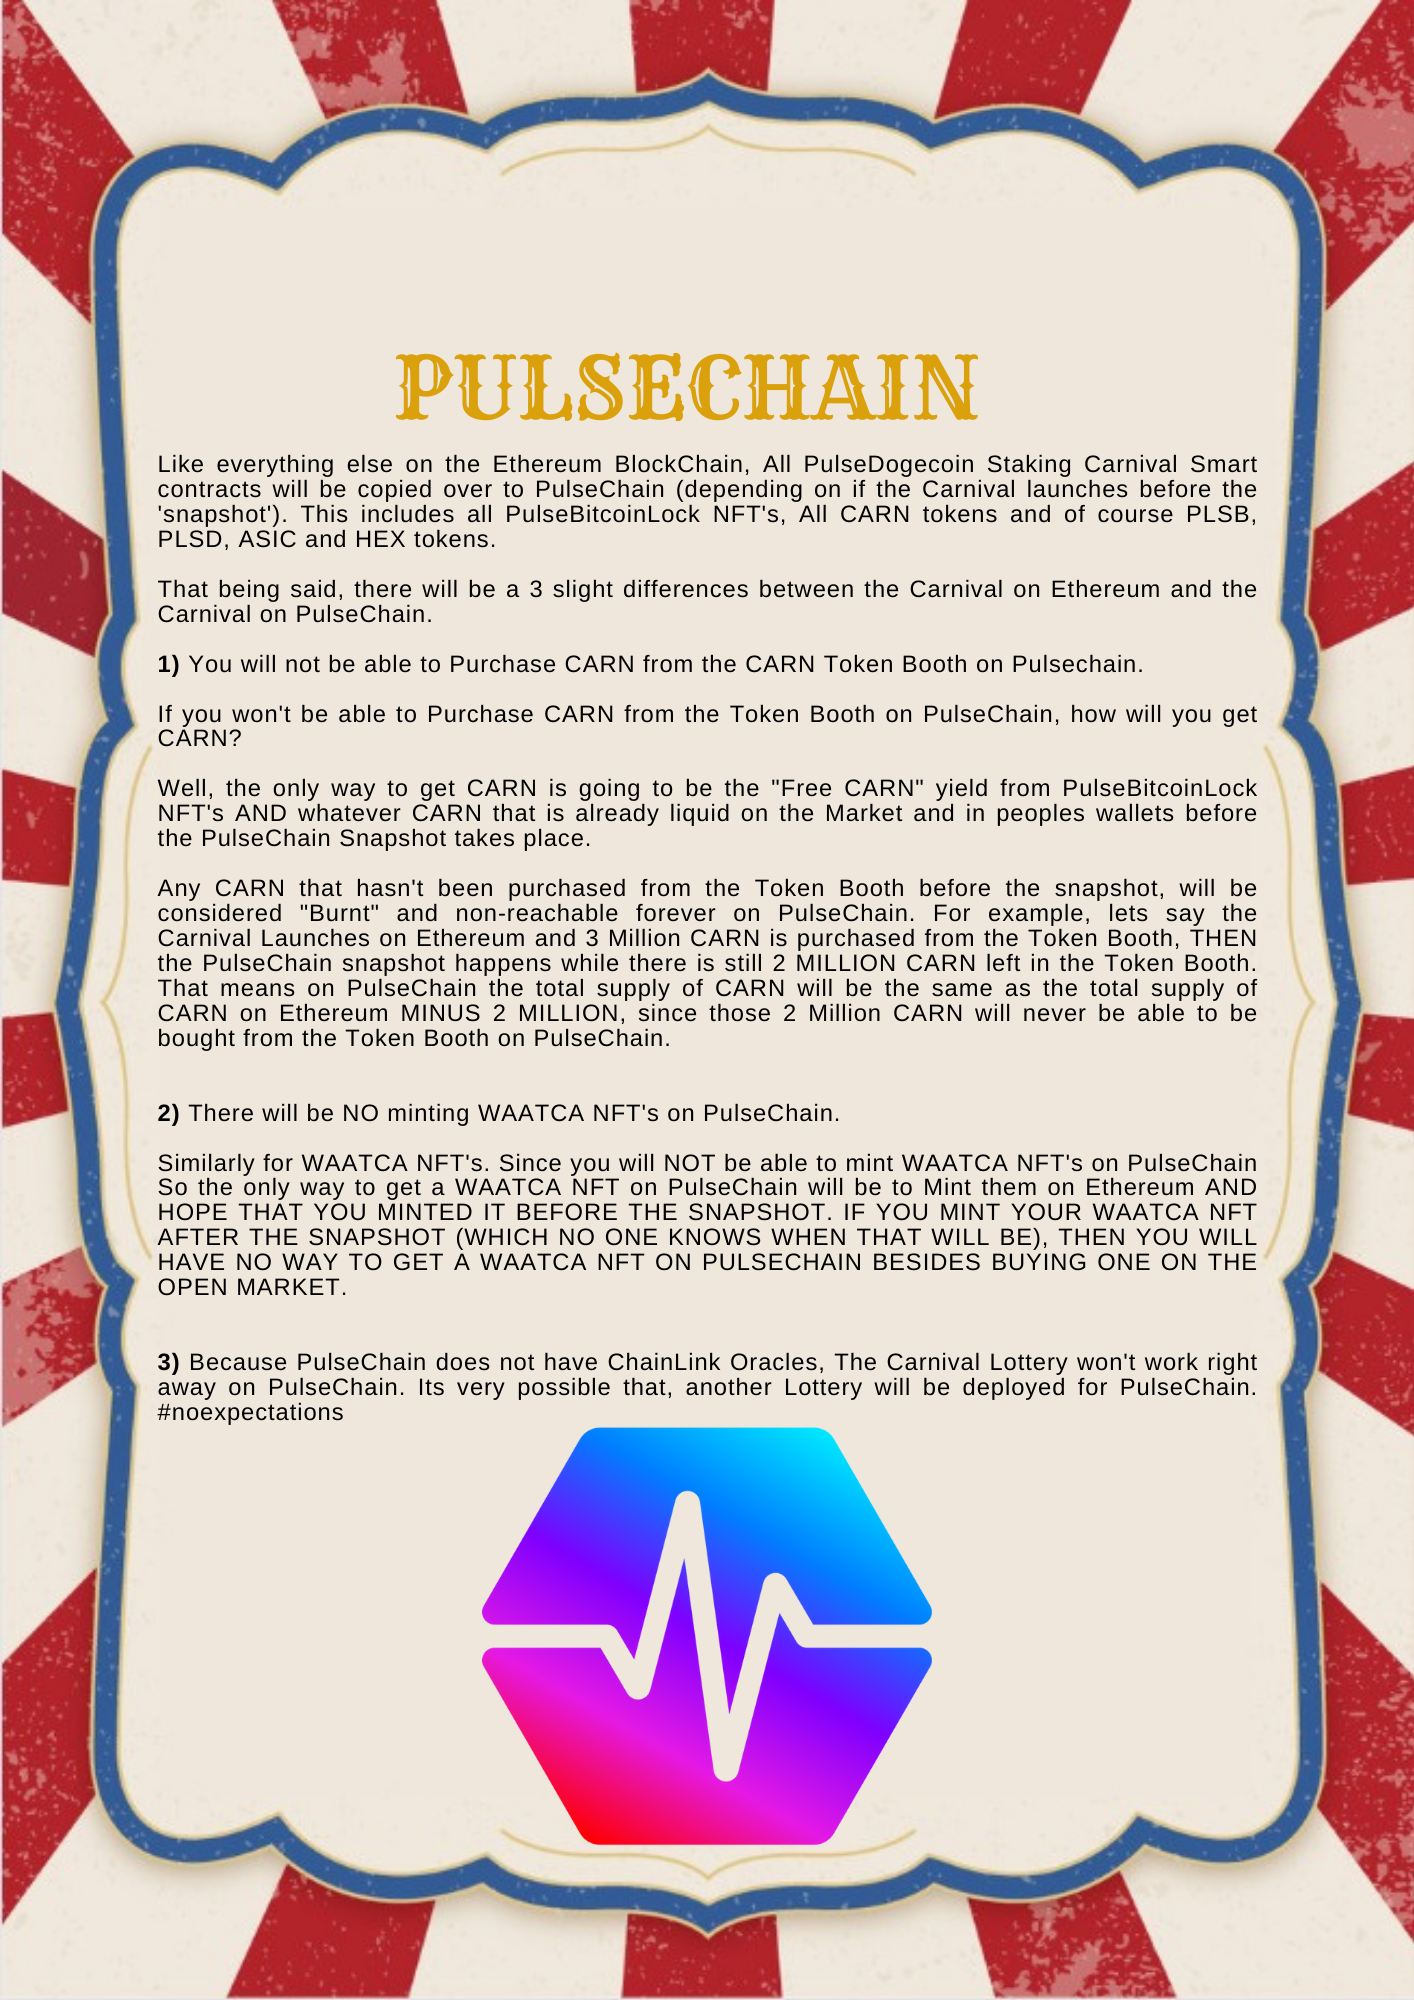 PULSECHAIN
Like everything else on the Ethereum BlockChain, All PulseDogecoin Staking Carnival Smart
contracts will be copied over to PulseChain (depending on if the Carnival launches before the
'snapshot'). This includes all PulseBitcoinLock NFT's, All CARN tokens and of course PLSB,
PLSD, ASIC and HEX tokens.
That being said, there will be a 3 slight differences between the Carnival on Ethereum and the
Carnival on PulseChain.
1) You will not be able to Purchase CARN from the CARN Token Booth on Pulsechain.
If you won't be able to Purchase CARN from the Token Booth on PulseChain, how will you get
CARN?
Well, the only way to get CARN is going to be the "Free CARN" yield from PulseBitcoinLock
NFT's AND whatever CARN that is already liquid on the Market and in peoples wallets before
the PulseChain Snapshot takes place.
Any CARN that hasn't been purchased from the Token Booth before the snapshot, will be
considered "Burnt" and non-reachable forever on PulseChain. For example, lets say the
Carnival Launches on Ethereum and 3 Million CARN is purchased from the Token Booth, THEN
the PulseChain snapshot happens while there is still 2 MILLION CARN left in the Token Booth.
That means on PulseChain the total supply of CARN will be the same as the total supply of
CARN on Ethereum MINUS 2 MILLION, since those 2 Million CARN will never be able to be
bought from the Token Booth on PulseChain.
2) There will be NO minting WAATCA NFT's on PulseChain.
Similarly for WAATCA NFT's. Since you will NOT be able to mint WAATCA NFT's on PulseChain
So the only way to get a WAATCA NFT on PulseChain will be to Mint them on Ethereum AND
HOPE THAT YOU MINTED IT BEFORE THE SNAPSHOT. IF YOU MINT YOUR WAATCA NFT
AFTER THE SNAPSHOT (WHICH NO ONE KNOWS WHEN THAT WILL BE), THEN YOU WILL
HAVE NO WAY TO GET A WAATCA NFT ON PULSECHAIN BESIDES BUYING ONE ON THE
OPEN MARKET.
3) Because PulseChain does not have ChainLink Oracles, The Carnival Lottery won't work right
away on PulseChain. Its very possible that, another Lottery will be deployed for PulseChain.
#noexpectations